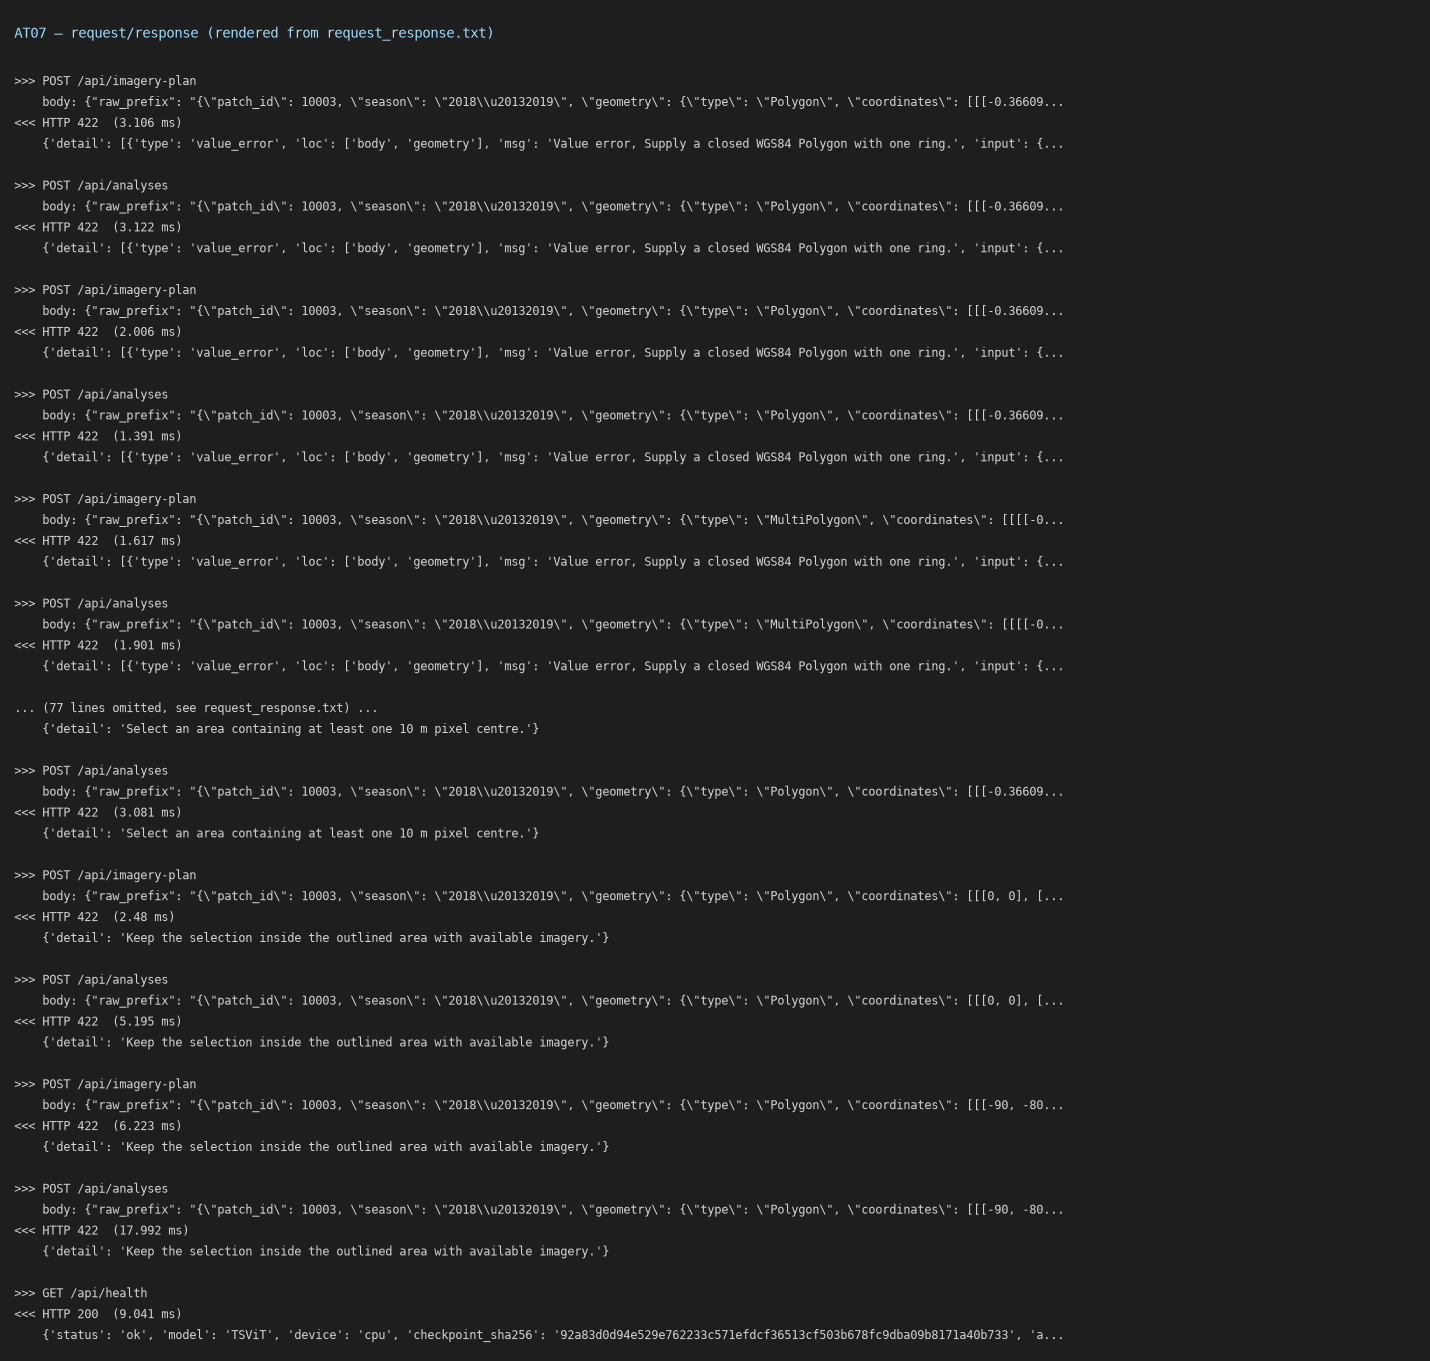 AT07 — request/response (rendered from request_response.txt)
>>> POST /api/imagery-plan
body: {"raw_prefix": "{\"patch_id\": 10003, \"season\": \"2018\\u20132019\", \"geometry\": {\"type\": \"Polygon\", \"coordinates\": [[[-0.36609...
<<< HTTP 422  (3.106 ms)
{'detail': [{'type': 'value_error', 'loc': ['body', 'geometry'], 'msg': 'Value error, Supply a closed WGS84 Polygon with one ring.', 'input': {...
>>> POST /api/analyses
body: {"raw_prefix": "{\"patch_id\": 10003, \"season\": \"2018\\u20132019\", \"geometry\": {\"type\": \"Polygon\", \"coordinates\": [[[-0.36609...
<<< HTTP 422  (3.122 ms)
{'detail': [{'type': 'value_error', 'loc': ['body', 'geometry'], 'msg': 'Value error, Supply a closed WGS84 Polygon with one ring.', 'input': {...
>>> POST /api/imagery-plan
body: {"raw_prefix": "{\"patch_id\": 10003, \"season\": \"2018\\u20132019\", \"geometry\": {\"type\": \"Polygon\", \"coordinates\": [[[-0.36609...
<<< HTTP 422  (2.006 ms)
{'detail': [{'type': 'value_error', 'loc': ['body', 'geometry'], 'msg': 'Value error, Supply a closed WGS84 Polygon with one ring.', 'input': {...
>>> POST /api/analyses
body: {"raw_prefix": "{\"patch_id\": 10003, \"season\": \"2018\\u20132019\", \"geometry\": {\"type\": \"Polygon\", \"coordinates\": [[[-0.36609...
<<< HTTP 422  (1.391 ms)
{'detail': [{'type': 'value_error', 'loc': ['body', 'geometry'], 'msg': 'Value error, Supply a closed WGS84 Polygon with one ring.', 'input': {...
>>> POST /api/imagery-plan
body: {"raw_prefix": "{\"patch_id\": 10003, \"season\": \"2018\\u20132019\", \"geometry\": {\"type\": \"MultiPolygon\", \"coordinates\": [[[[-0...
<<< HTTP 422  (1.617 ms)
{'detail': [{'type': 'value_error', 'loc': ['body', 'geometry'], 'msg': 'Value error, Supply a closed WGS84 Polygon with one ring.', 'input': {...
>>> POST /api/analyses
body: {"raw_prefix": "{\"patch_id\": 10003, \"season\": \"2018\\u20132019\", \"geometry\": {\"type\": \"MultiPolygon\", \"coordinates\": [[[[-0...
<<< HTTP 422  (1.901 ms)
{'detail': [{'type': 'value_error', 'loc': ['body', 'geometry'], 'msg': 'Value error, Supply a closed WGS84 Polygon with one ring.', 'input': {...
... (77 lines omitted, see request_response.txt) ...
{'detail': 'Select an area containing at least one 10 m pixel centre.'}
>>> POST /api/analyses
body: {"raw_prefix": "{\"patch_id\": 10003, \"season\": \"2018\\u20132019\", \"geometry\": {\"type\": \"Polygon\", \"coordinates\": [[[-0.36609...
<<< HTTP 422  (3.081 ms)
{'detail': 'Select an area containing at least one 10 m pixel centre.'}
>>> POST /api/imagery-plan
body: {"raw_prefix": "{\"patch_id\": 10003, \"season\": \"2018\\u20132019\", \"geometry\": {\"type\": \"Polygon\", \"coordinates\": [[[0, 0], [...
<<< HTTP 422  (2.48 ms)
{'detail': 'Keep the selection inside the outlined area with available imagery.'}
>>> POST /api/analyses
body: {"raw_prefix": "{\"patch_id\": 10003, \"season\": \"2018\\u20132019\", \"geometry\": {\"type\": \"Polygon\", \"coordinates\": [[[0, 0], [...
<<< HTTP 422  (5.195 ms)
{'detail': 'Keep the selection inside the outlined area with available imagery.'}
>>> POST /api/imagery-plan
body: {"raw_prefix": "{\"patch_id\": 10003, \"season\": \"2018\\u20132019\", \"geometry\": {\"type\": \"Polygon\", \"coordinates\": [[[-90, -80...
<<< HTTP 422  (6.223 ms)
{'detail': 'Keep the selection inside the outlined area with available imagery.'}
>>> POST /api/analyses
body: {"raw_prefix": "{\"patch_id\": 10003, \"season\": \"2018\\u20132019\", \"geometry\": {\"type\": \"Polygon\", \"coordinates\": [[[-90, -80...
<<< HTTP 422  (17.992 ms)
{'detail': 'Keep the selection inside the outlined area with available imagery.'}
>>> GET /api/health
<<< HTTP 200  (9.041 ms)
{'status': 'ok', 'model': 'TSViT', 'device': 'cpu', 'checkpoint_sha256': '92a83d0d94e529e762233c571efdcf36513cf503b678fc9dba09b8171a40b733', 'a...